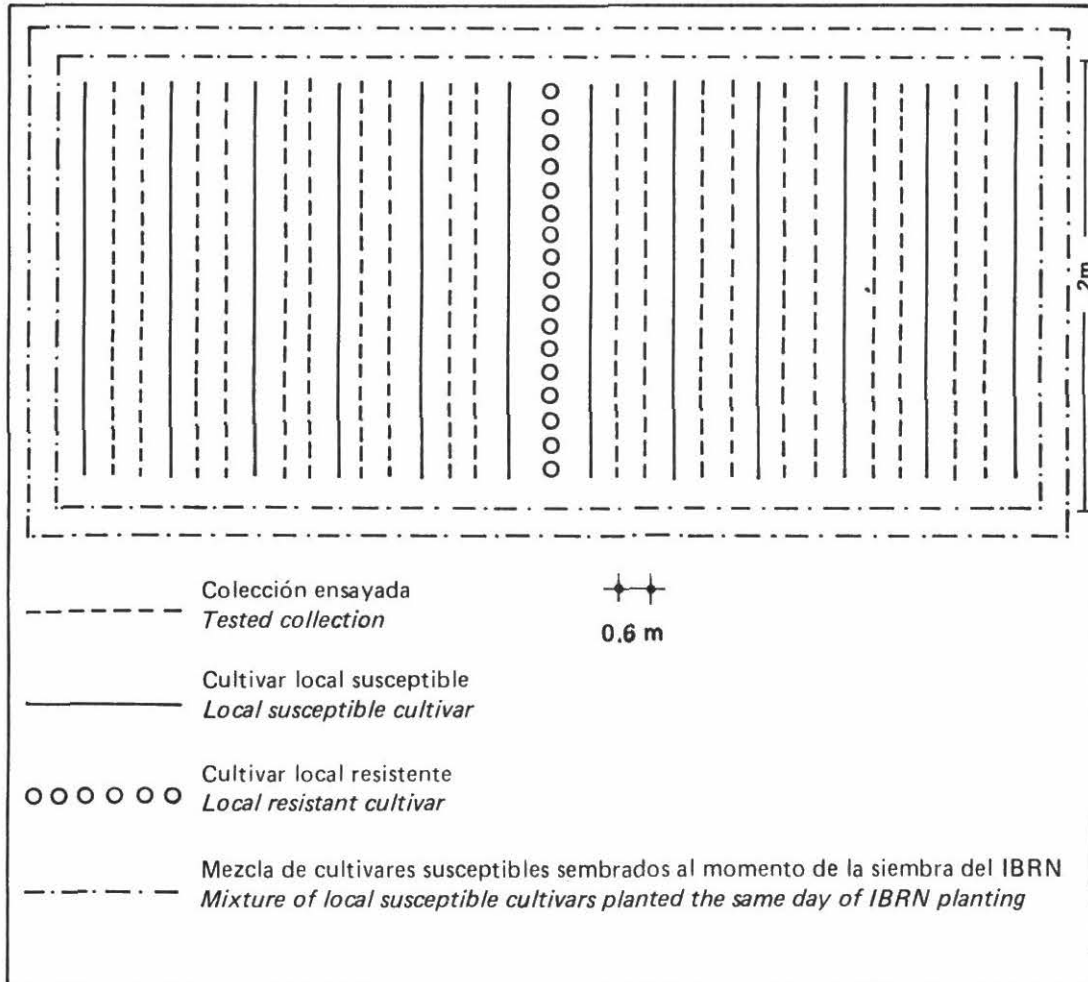 2m
Colección ensayada
Tested collection
0.6 m
Cultivar local susceptible
Local susceptible cultivar
Cultivar local resistente
Local resistant cultivar
Mezcla de cultivares susceptibles sembrados al momento de la siembra del IBRN
Mixture of local susceptible cultivars planted the same day of IBRN planting